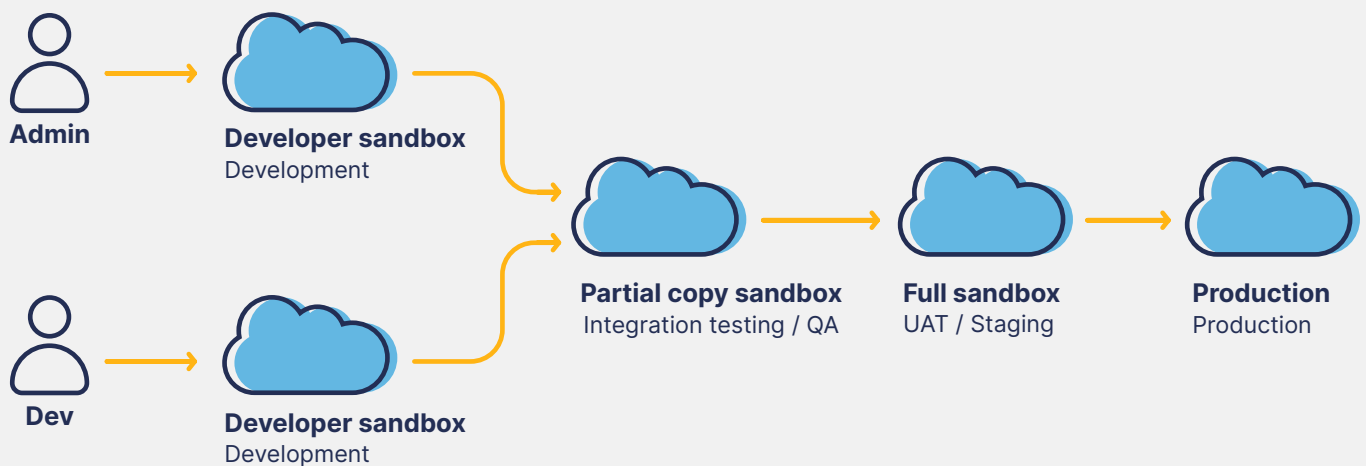 Admin
Developer sandbox
Development
Dev
Developer sandbox
Development
Partial copy sandbox
Integration testing / QA
Full sandbox
UAT / Staging
Production
Production